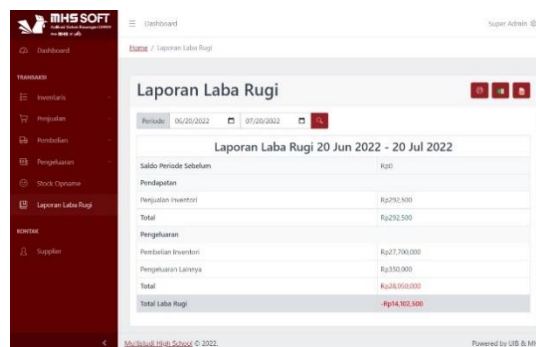 MHS SOFT
Dashboard
Super Admin
Dashboard
Home / Laporan Laba Rugi
TRANSAKSI
Inventaris
Penjualan
Pembelian
Pengeluaran
Stock Opname
Laporan Laba Rugi
KONTAK
Supplier
Laporan Laba Rugi
Periode 06/20/2022 07/20/2022
Laporan Laba Rugi 20 Jun 2022 - 20 Jul 2022
Saldo Periode Sebelum Rp0
Pendapatan
Penjualan Inventori Rp292,500
Total Rp292,500
Pengeluaran
Pembelian Inventori Rp27,700,000
Pengeluaran Lainnya Rp350,000
Total Rp28,050,000
Total Laba Rugi -Rp14,102,500
Multistudi High School © 2022.
Powered by UIB &